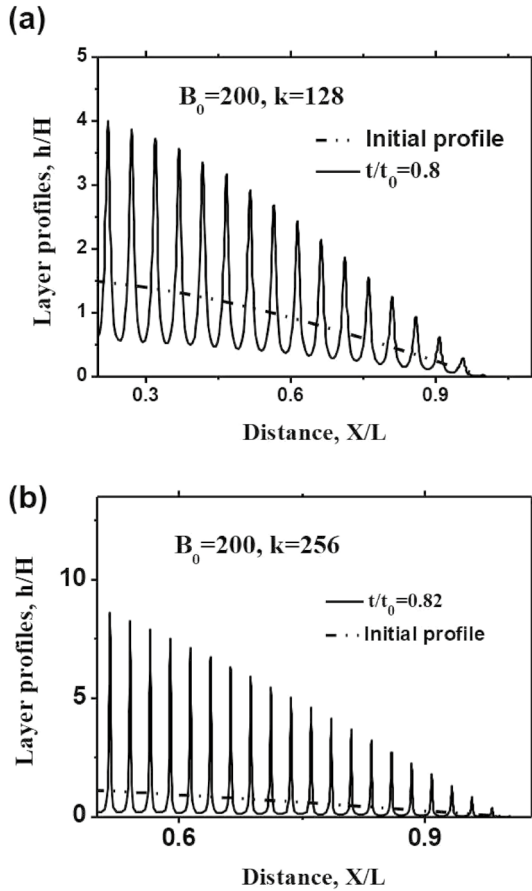 (a)
5
4
3
2
1
0
B₀=200, k=128
Initial profile
t/t₀=0.8
Layer profiles, h/H
0.3
0.6
0.9
Distance, X/L
(b)
10
5
0
B₀=200, k=256
t/t₀=0.82
Initial profile
Layer profiles, h/H
0.6
0.9
Distance, X/L